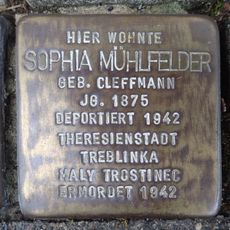 HIER WOHNTE
SOPHIA MÜHLFELDER
GEB. CLEFFMANN
JG. 1875
DEPORTIERT 1942
THERESIENSTADT
TREBLINKA
MALY TROSTINEC
ERMORDET 1942